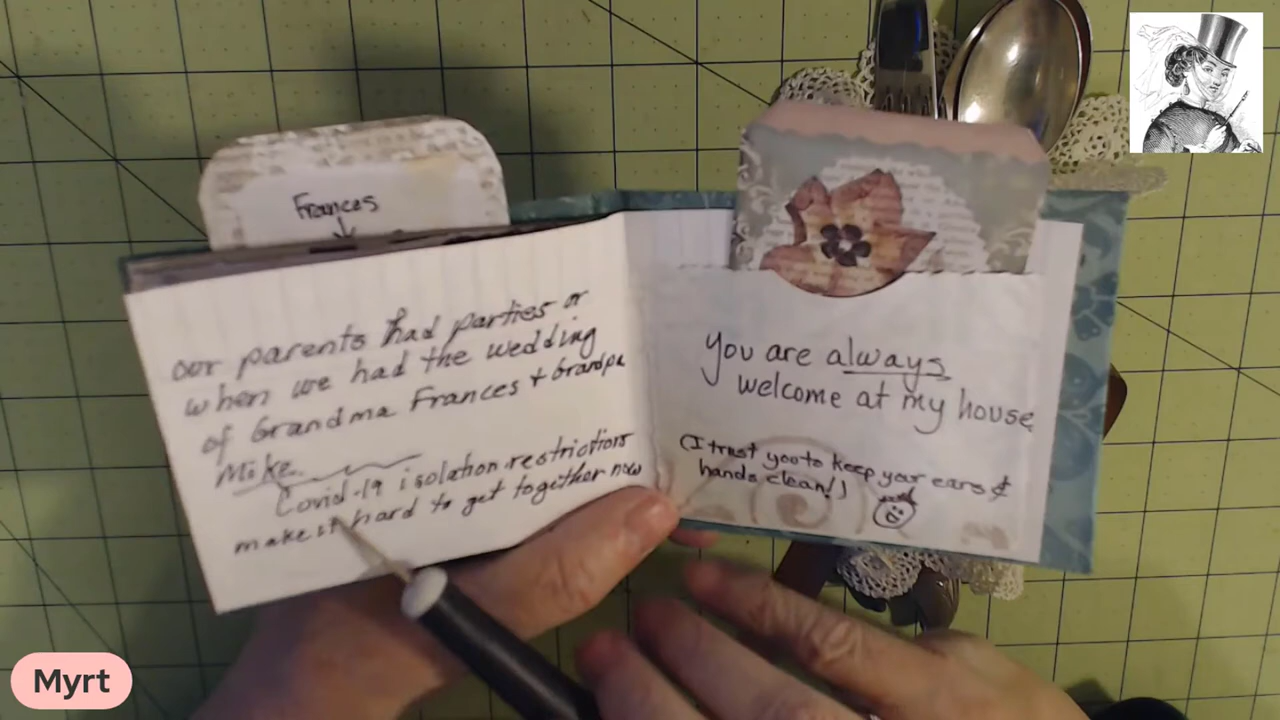 Frances
our parents had parties or
when we had the wedding
of Grandma Frances + Grandpa
Mike.
Covid-19 isolation restrictions
make it hard to get together now
You are always
welcome at my house
(I trust you to keep your ears &
hands clean!)
Myrt